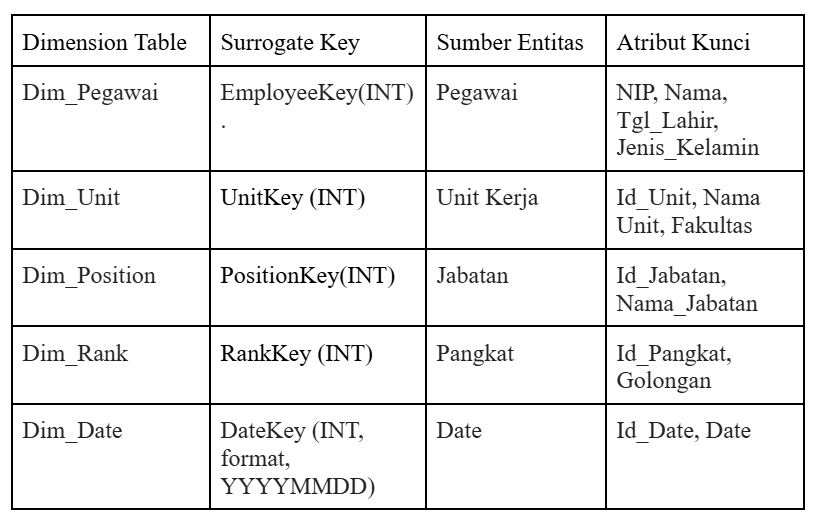 Dimension Table
Surrogate Key
Sumber Entitas
Atribut Kunci
Dim_Pegawai
EmployeeKey(INT)
.
Pegawai
NIP, Nama,
Tgl_Lahir,
Jenis_Kelamin
Dim_Unit
UnitKey (INT)
Unit Kerja
Id_Unit, Nama
Unit, Fakultas
Dim_Position
PositionKey(INT)
Jabatan
Id_Jabatan,
Nama_Jabatan
Dim_Rank
RankKey (INT)
Pangkat
Id_Pangkat,
Golongan
Dim_Date
DateKey (INT,
format,
YYYYMMDD)
Date
Id_Date, Date